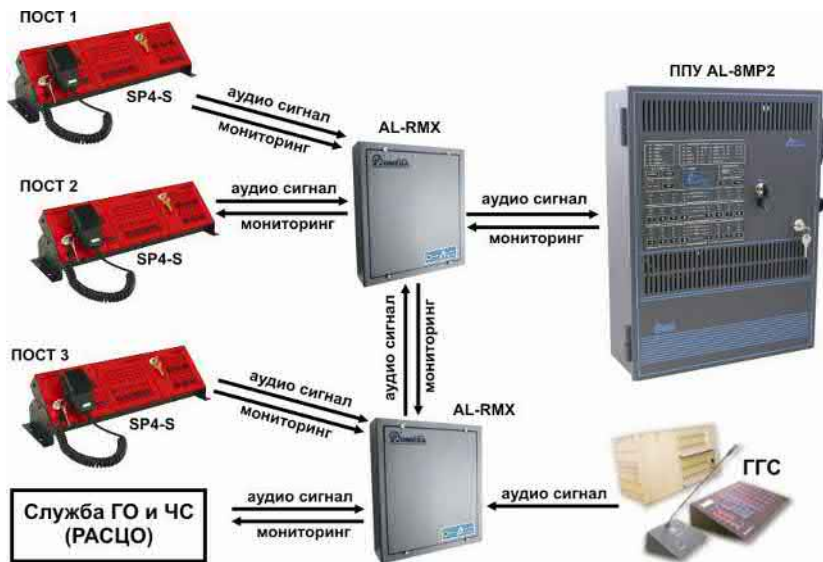 ПОСТ 1
SP4-S
аудио сигнал
мониторинг
AL-RMX
ППУ AL-8MP2
ПОСТ 2
SP4-S
аудио сигнал
мониторинг
аудио сигнал
мониторинг
аудио сигнал
мониторинг
ПОСТ 3
SP4-S
аудио сигнал
мониторинг
AL-RMX
Служба ГО и ЧС
(РАСЦО)
аудио сигнал
мониторинг
аудио сигнал
ГГС